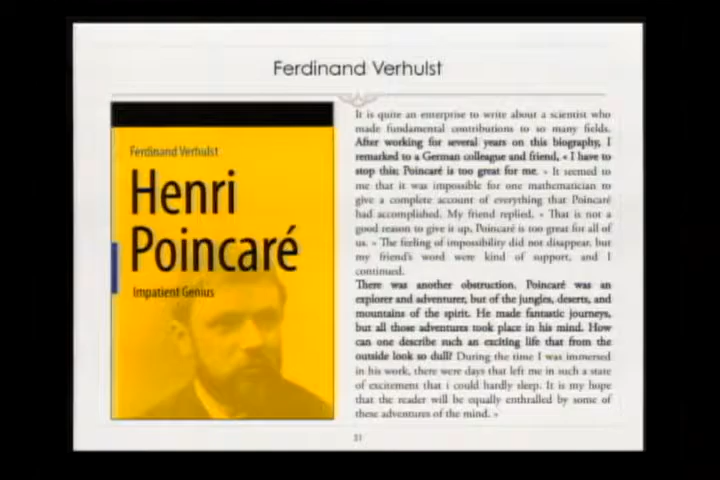 Ferdinand Verhulst
Ferdinand Verhulst
Henri
Poincaré
Impatient Genius
It is quite an enterprise to write about a scientist who
made fundamental contributions to so many fields.
After working for several years on this biography, I
remarked to a German colleague and friend, « I have to
stop this; Poincaré is too great for me. » It seemed to
me that it was impossible for one mathematician to
give a complete account of everything that Poincaré
had accomplished. My friend replied, « That is not a
good reason to give it up, Poincaré is too great for all of
us. » The feeling of impossibility did not disappear, but
my friend's word were kind of support, and I
continued.
There was another obstruction. Poincaré was an
explorer and adventurer, but of the jungles, deserts, and
mountains of the spirit. He made fantastic journeys,
but all those adventures took place in his mind. How
can one describe such an exciting life that from the
outside look so dull? During the time I was immersed
in his work, there were days that left me in such a state
of excitement that i could hardly sleep. It is my hope
that the reader will be equally enthralled by some of
these adventures of the mind. »
31